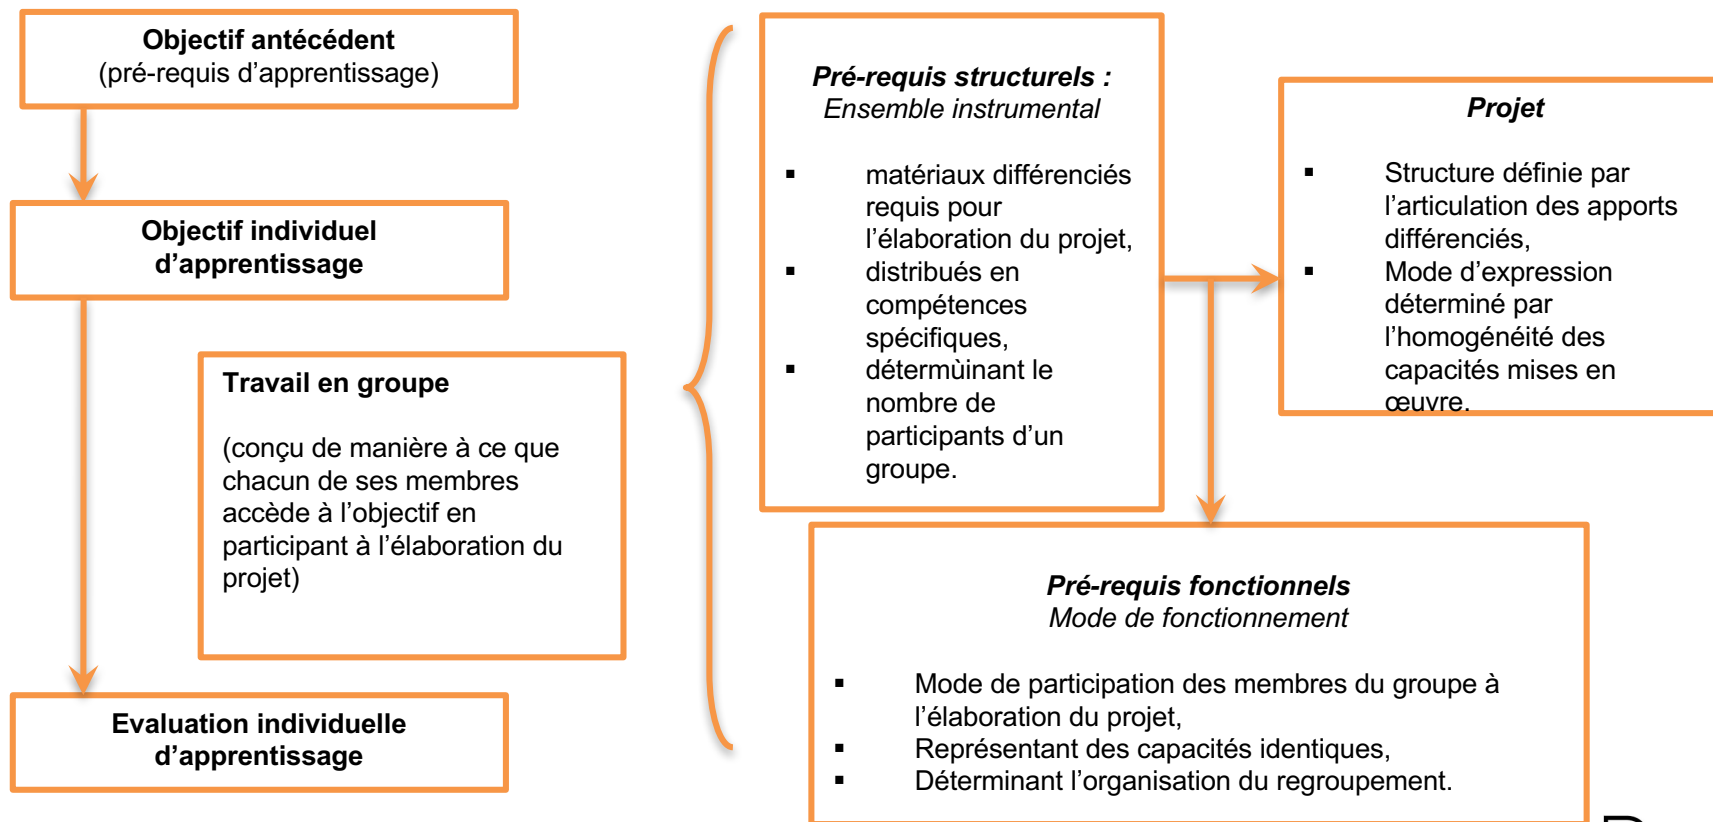 Objectif antécédent
(pré-requis d’apprentissage)
Objectif individuel
d’apprentissage
Travail en groupe
(conçu de manière à ce que
chacun de ses membres
accède à l’objectif en
participant à l’élaboration du
projet)
Evaluation individuelle
d’apprentissage
Pré-requis structurels :
Ensemble instrumental
▪ matériaux différenciés
requis pour
l’élaboration du projet,
▪ distribués en
compétences
spécifiques,
▪ détermùinant le
nombre de
participants d’un
groupe.
Projet
▪ Structure définie par
l’articulation des apports
différenciés,
▪ Mode d’expression
déterminé par
l’homogénéité des
capacités mises en
œuvre.
Pré-requis fonctionnels
Mode de fonctionnement
▪ Mode de participation des membres du groupe à
l’élaboration du projet,
▪ Représentant des capacités identiques,
▪ Déterminant l’organisation du regroupement.